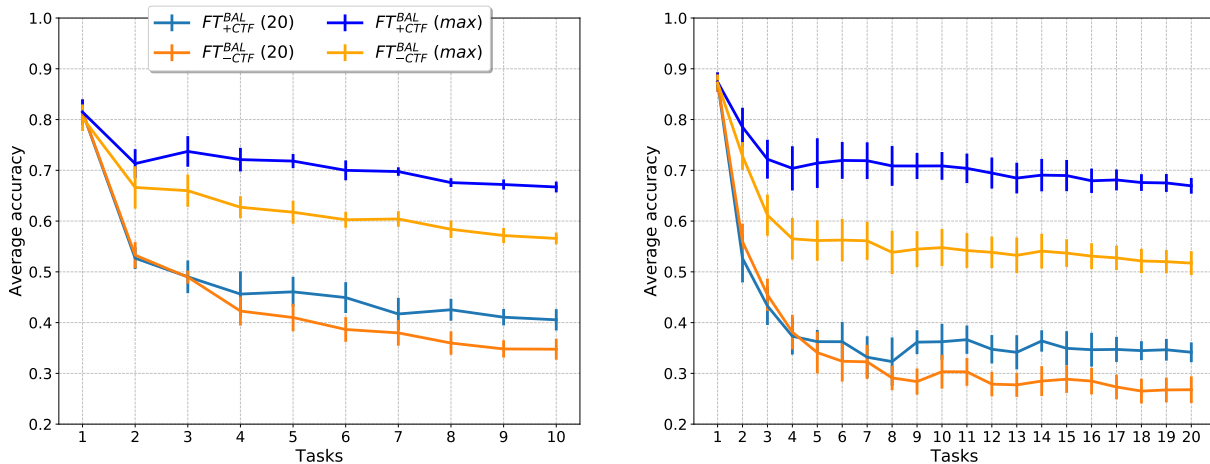 FT^{BAL}_{+CTF} (20) FT^{BAL}_{+CTF} (max)
FT^{BAL}_{-CTF} (20) FT^{BAL}_{-CTF} (max)
Average accuracy
1.0
0.9
0.8
0.7
0.6
0.5
0.4
0.3
0.2
1 2 3 4 5 6 7 8 9 10
Tasks
Average accuracy
1.0
0.9
0.8
0.7
0.6
0.5
0.4
0.3
0.2
1 2 3 4 5 6 7 8 9 10 11 12 13 14 15 16 17 18 19 20
Tasks